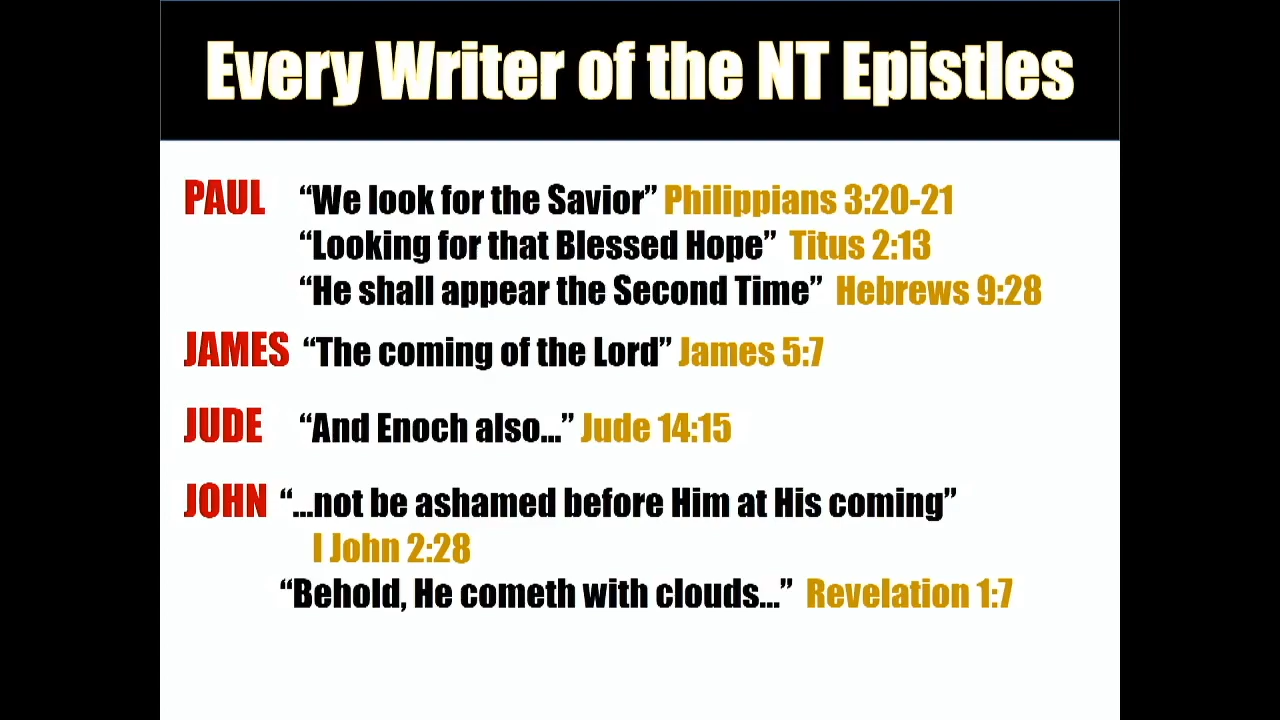 Every Writer of the NT Epistles
PAUL “We look for the Savior” Philippians 3:20-21
“Looking for that Blessed Hope” Titus 2:13
“He shall appear the Second Time” Hebrews 9:28
JAMES “The coming of the Lord” James 5:7
JUDE “And Enoch also...” Jude 14:15
JOHN “...not be ashamed before Him at His coming”
I John 2:28
“Behold, He cometh with clouds...” Revelation 1:7